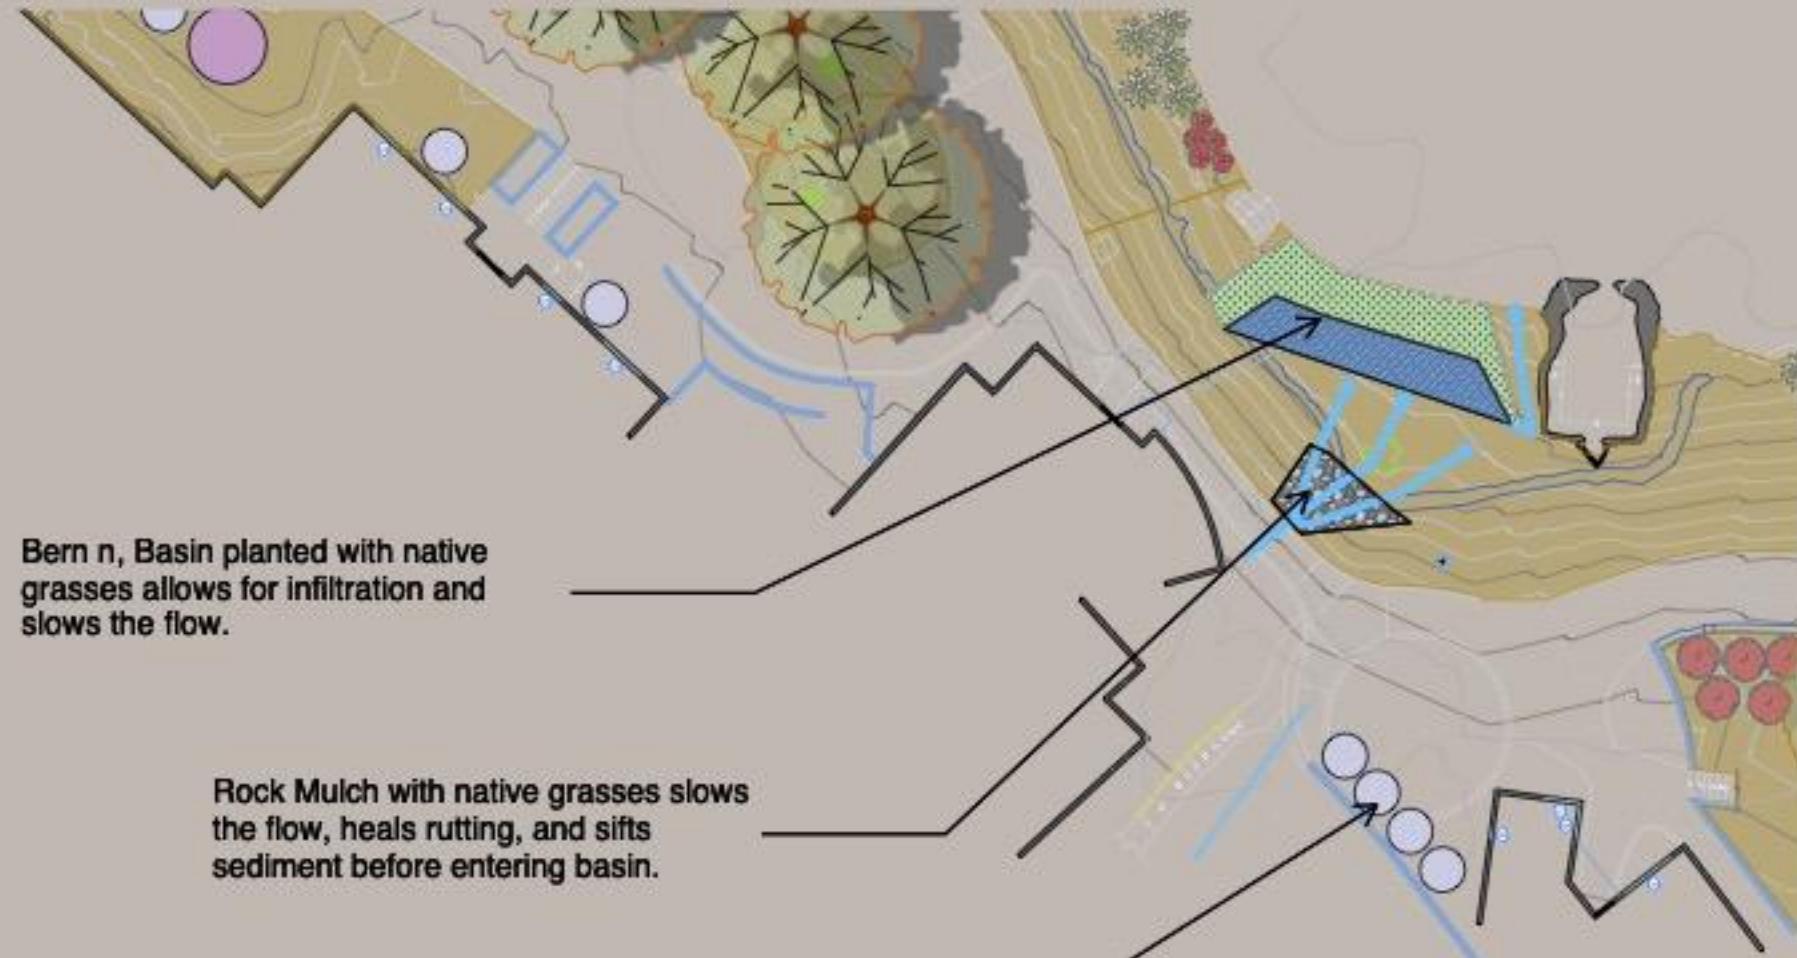 Bern n, Basin planted with native
grasses allows for infiltration and
slows the flow.
Rock Mulch with native grasses slows
the flow, heals rutting, and sifts
sediment before entering basin.